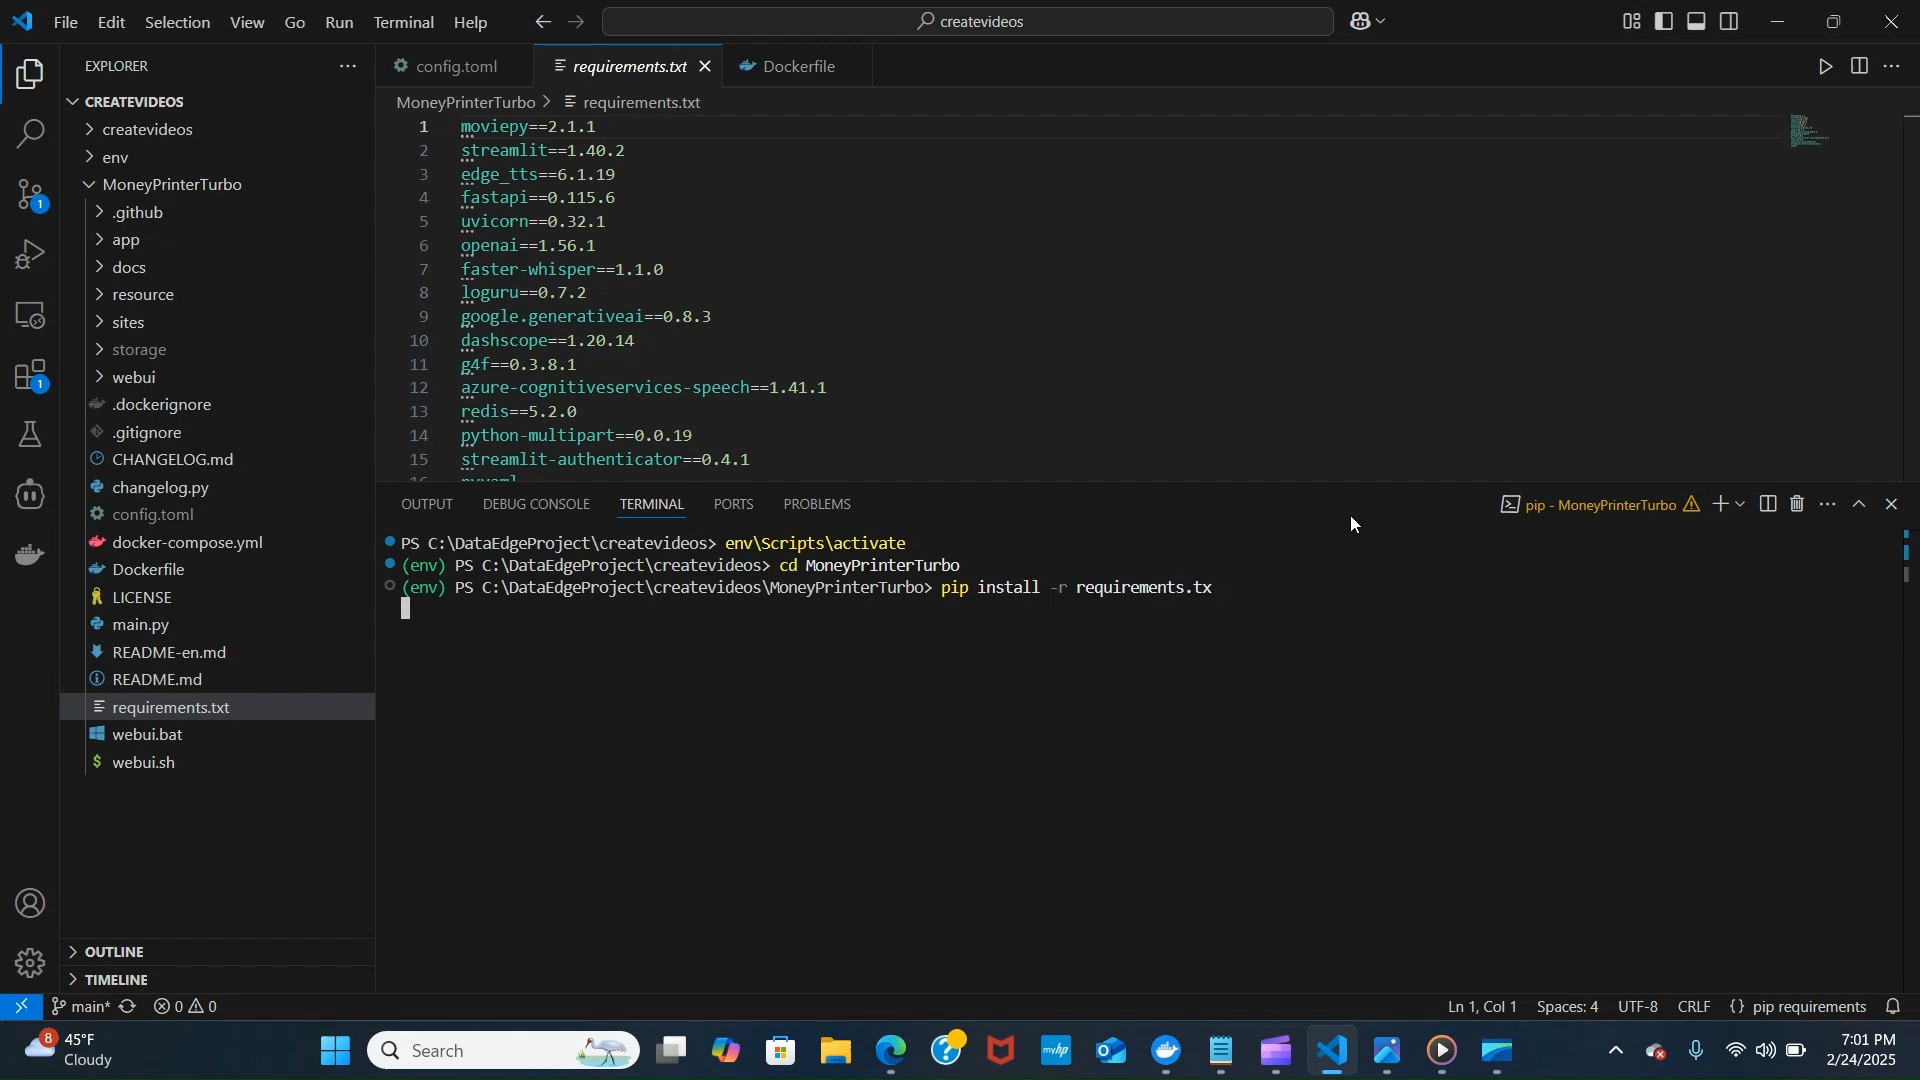 File Edit Selection View Go Run Terminal Help
createvideos
EXPLORER
CREATEVIDEOS
createvideos
env
MoneyPrinterTurbo
.github
app
docs
resource
sites
storage
webui
.dockerignore
.gitignore
CHANGELOG.md
changelog.py
config.toml
docker-compose.yml
Dockerfile
LICENSE
main.py
README-en.md
README.md
requirements.txt
webui.bat
webui.sh
OUTLINE
TIMELINE
1
1
config.toml requirements.txt Dockerfile
MoneyPrinterTurbo > requirements.txt
1 moviepy==2.1.1
2 streamlit==1.40.2
3 edge_tts==6.1.19
4 fastapi==0.115.6
5 uvicorn==0.32.1
6 openai==1.56.1
7 faster-whisper==1.1.0
8 loguru==0.7.2
9 google.generativeai==0.8.3
10 dashscope==1.20.14
11 g4f==0.3.8.1
12 azure-cognitiveservices-speech==1.41.1
13 redis==5.2.0
14 python-multipart==0.0.19
15 streamlit-authenticator==0.4.1
OUTPUT DEBUG CONSOLE TERMINAL PORTS PROBLEMS
pip - MoneyPrinterTurbo
PS C:\DataEdgeProject\createvideos> env\Scripts\activate
(env) PS C:\DataEdgeProject\createvideos> cd MoneyPrinterTurbo
(env) PS C:\DataEdgeProject\createvideos\MoneyPrinterTurbo> pip install -r requirements.tx
main* 0 0
Ln 1, Col 1 Spaces: 4 UTF-8 CRLF {} pip requirements
8 45°F
Cloudy
Search
myhp
7:01 PM
2/24/2025